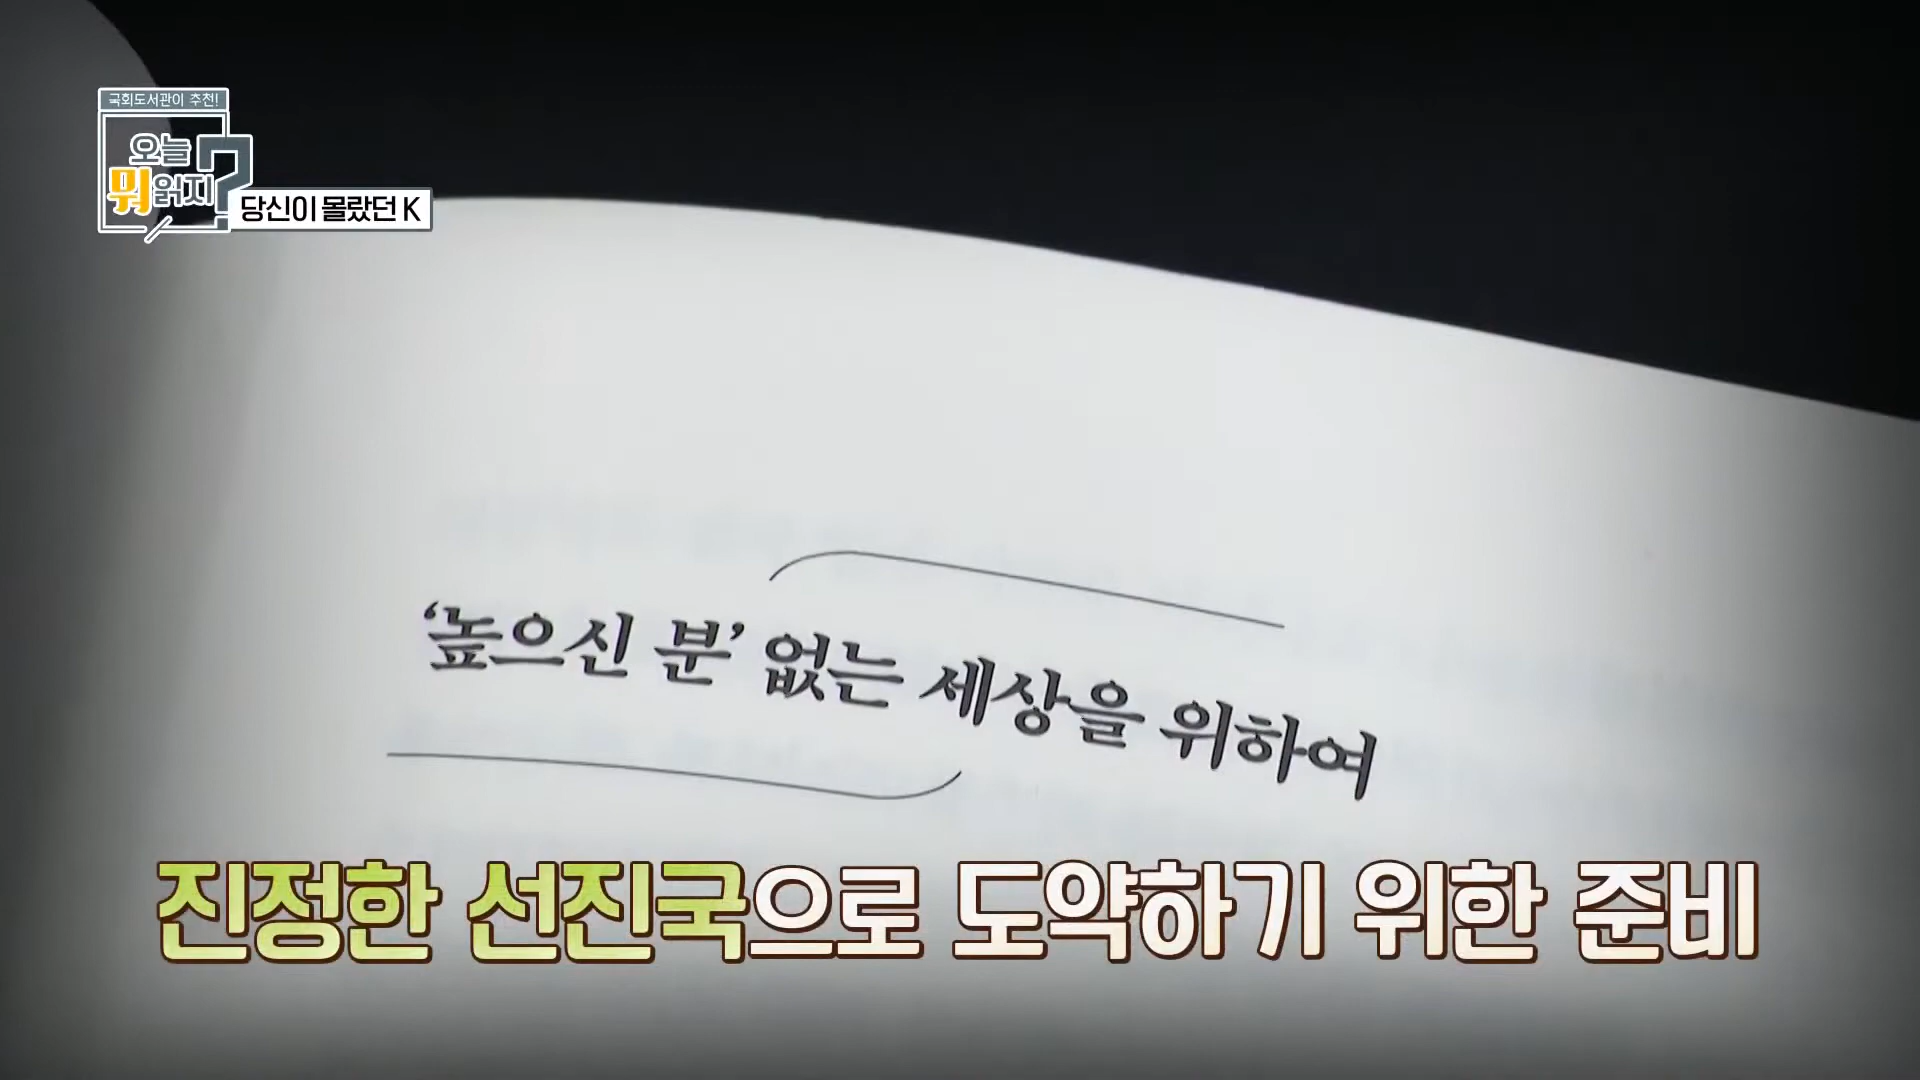 국회도서관이 추천!
오늘
뭐읽지?
당신이 몰랐던 K
‘높으신 분’ 없는 세상을 위하여
진정한 선진국으로 도약하기 위한 준비